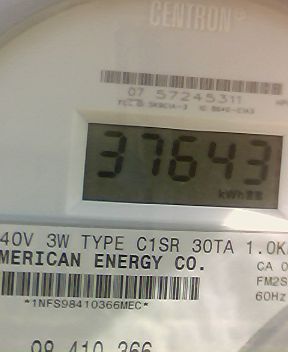 CENTRON
07 57245311
37643
kWh
40V 3W TYPE C1SR 30TA 1.0K
MERICAN ENERGY CO.
CA 0
FM2S
60Hz
*1NFS98410366MEC*
98 410 366